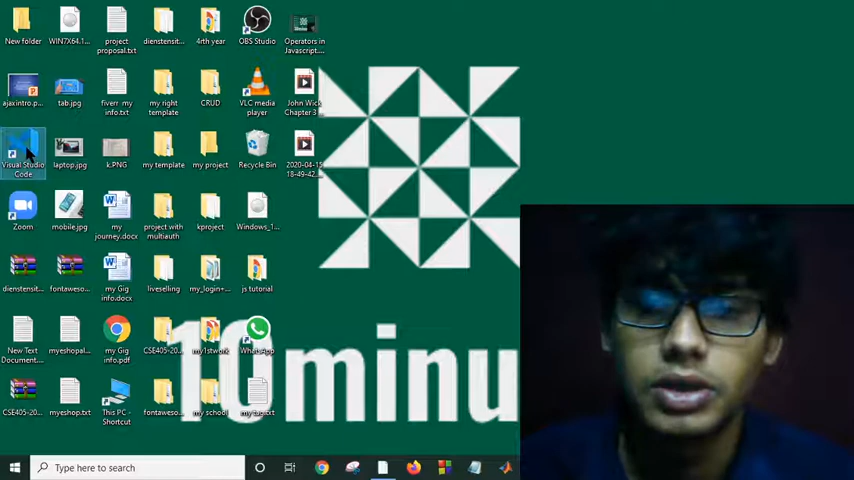 New folder
WIN7X64.1...
project
proposal.txt
dienstensit...
4rth year
OBS Studio
Operators in
Javascript....
ajaxintro.p...
tab.jpg
fiverr my
info.txt
my right
template
CRUD
VLC media
player
John Wick
Chapter 3...
Visual Studio
Code
laptop.jpg
k.PNG
my template
my project
Recycle Bin
2020-04-15
18-49-42...
Zoom
mobile.jpg
my
journey.docx
project with
multiauth
kproject
Windows_1...
dienstensit...
fontaweso...
my Gig
info.docx
liveselling
my_login+...
js tutorial
New Text
Document....
myeshopal...
my Gig
info.pdf
CSE405-20...
my1stwork
WhatsApp
CSE405-20...
myeshop.txt
This PC -
Shortcut
fontaweso...
my school
10minu
Type here to search